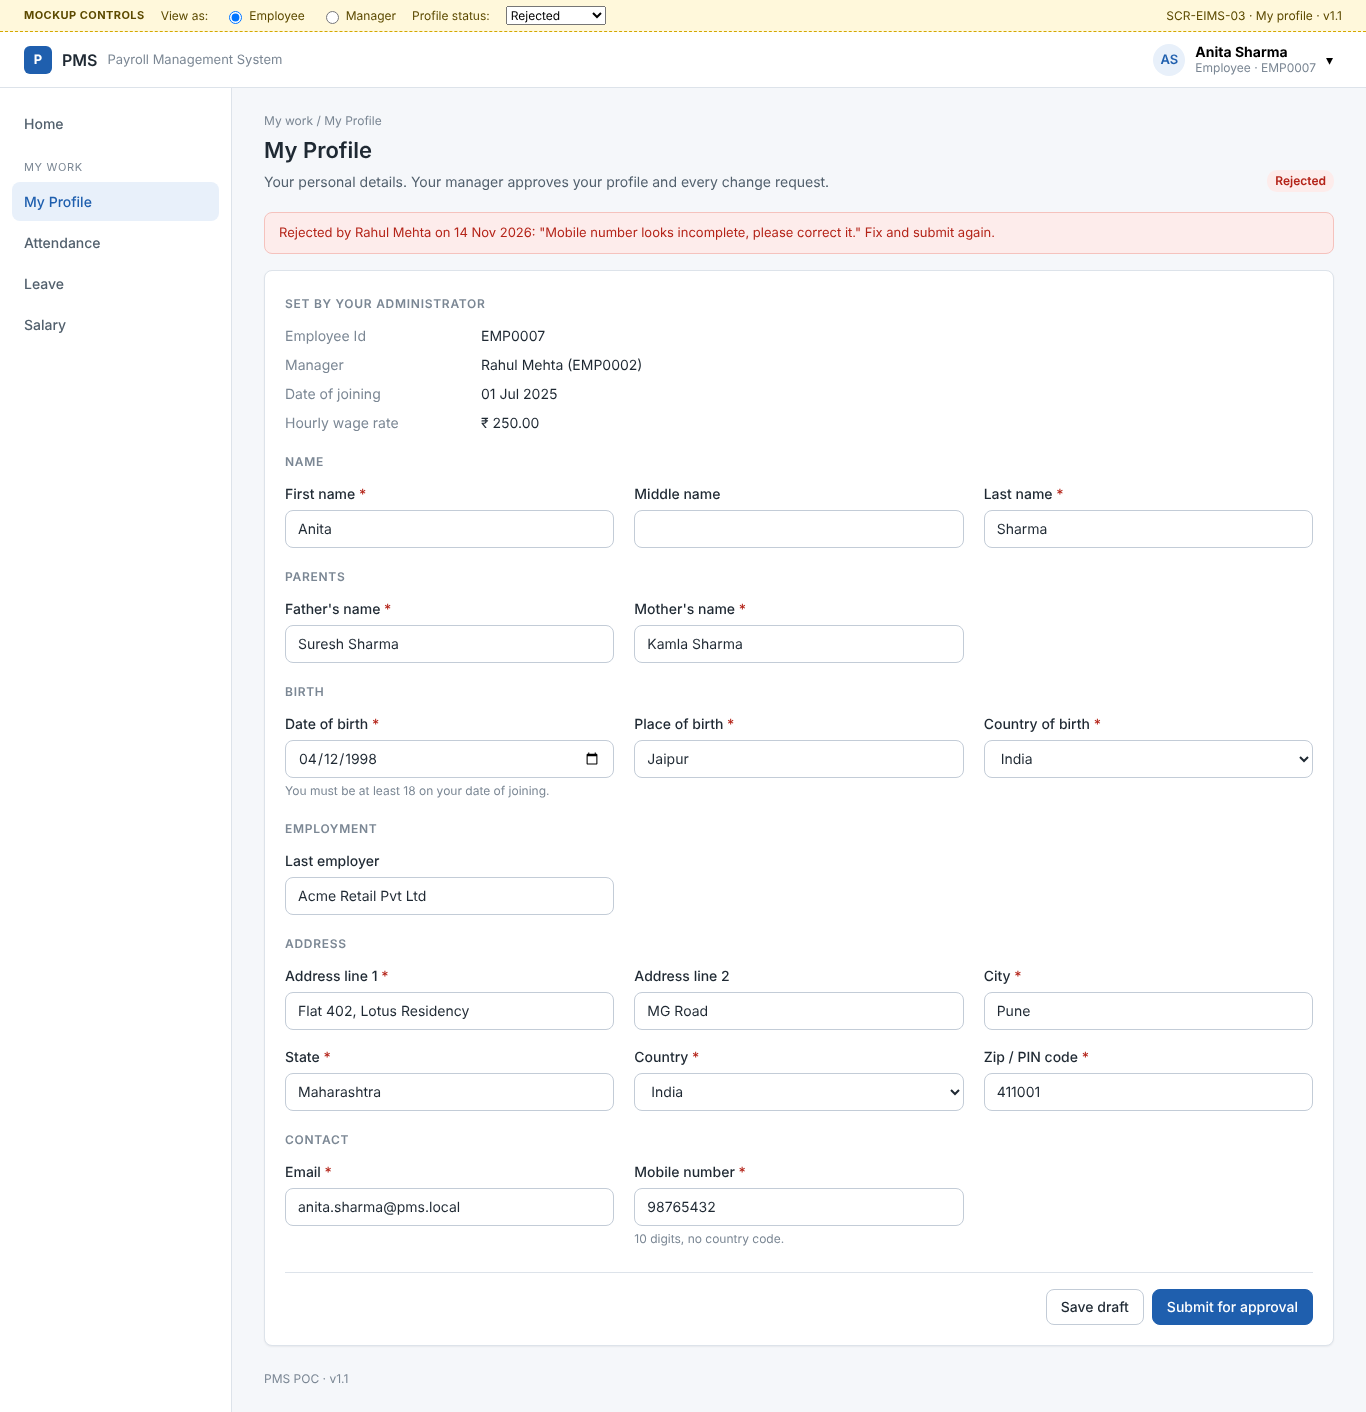 MOCKUP CONTROLS View as: Employee Manager Profile status: Rejected SCR-EIMS-03 · My profile · v1.1
P PMS Payroll Management System AS Anita Sharma
Employee · EMP0007 ▼
Home
MY WORK
My Profile
Attendance
Leave
Salary
My work / My Profile
My Profile
Your personal details. Your manager approves your profile and every change request. Rejected
Rejected by Rahul Mehta on 14 Nov 2026: "Mobile number looks incomplete, please correct it." Fix and submit again.
SET BY YOUR ADMINISTRATOR
Employee Id EMP0007
Manager Rahul Mehta (EMP0002)
Date of joining 01 Jul 2025
Hourly wage rate ₹ 250.00
NAME
First name * Middle name Last name *
Anita Sharma
PARENTS
Father's name * Mother's name *
Suresh Sharma Kamla Sharma
BIRTH
Date of birth * Place of birth * Country of birth *
04/12/1998 Jaipur India
You must be at least 18 on your date of joining.
EMPLOYMENT
Last employer
Acme Retail Pvt Ltd
ADDRESS
Address line 1 * Address line 2 City *
Flat 402, Lotus Residency MG Road Pune
State * Country * Zip / PIN code *
Maharashtra India 411001
CONTACT
Email * Mobile number *
anita.sharma@pms.local 98765432
10 digits, no country code.
Save draft Submit for approval
PMS POC · v1.1